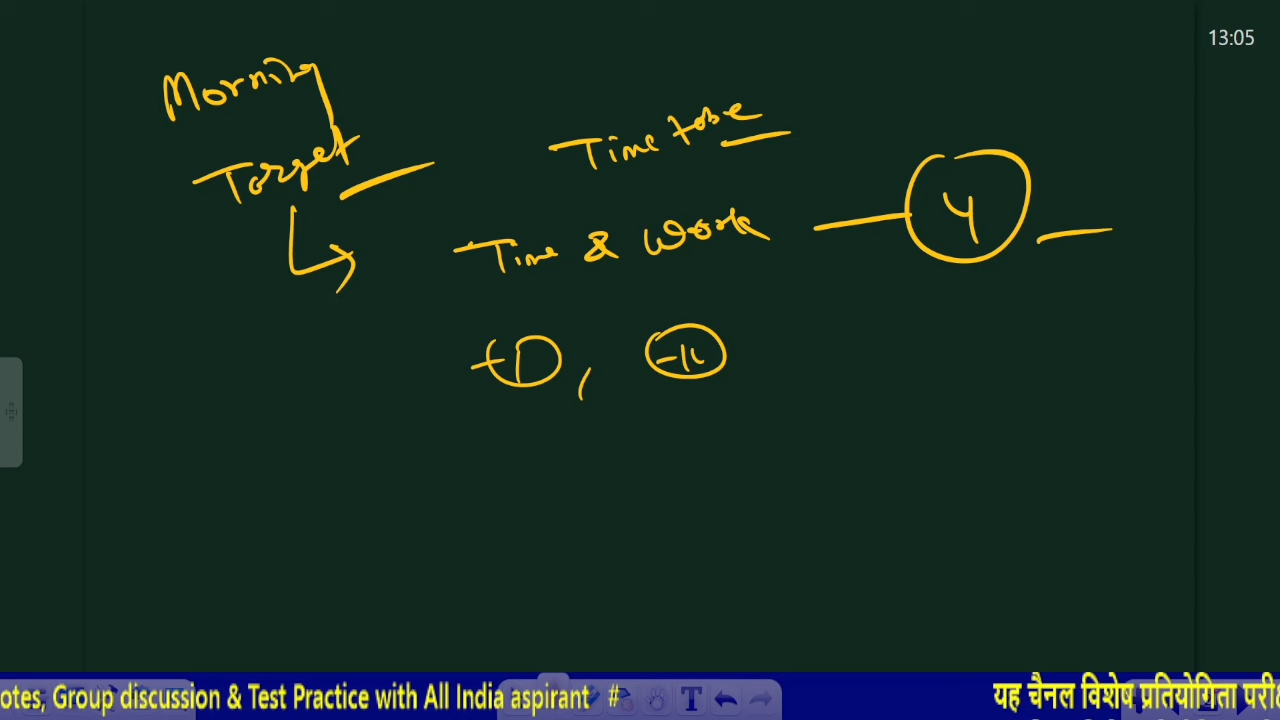 13:05
Morning
Target
Time table
Time & Work
4
otes, Group discussion & Test Practice with All India aspirant #
यह चैनल विशेष प्रतियोगिता परी